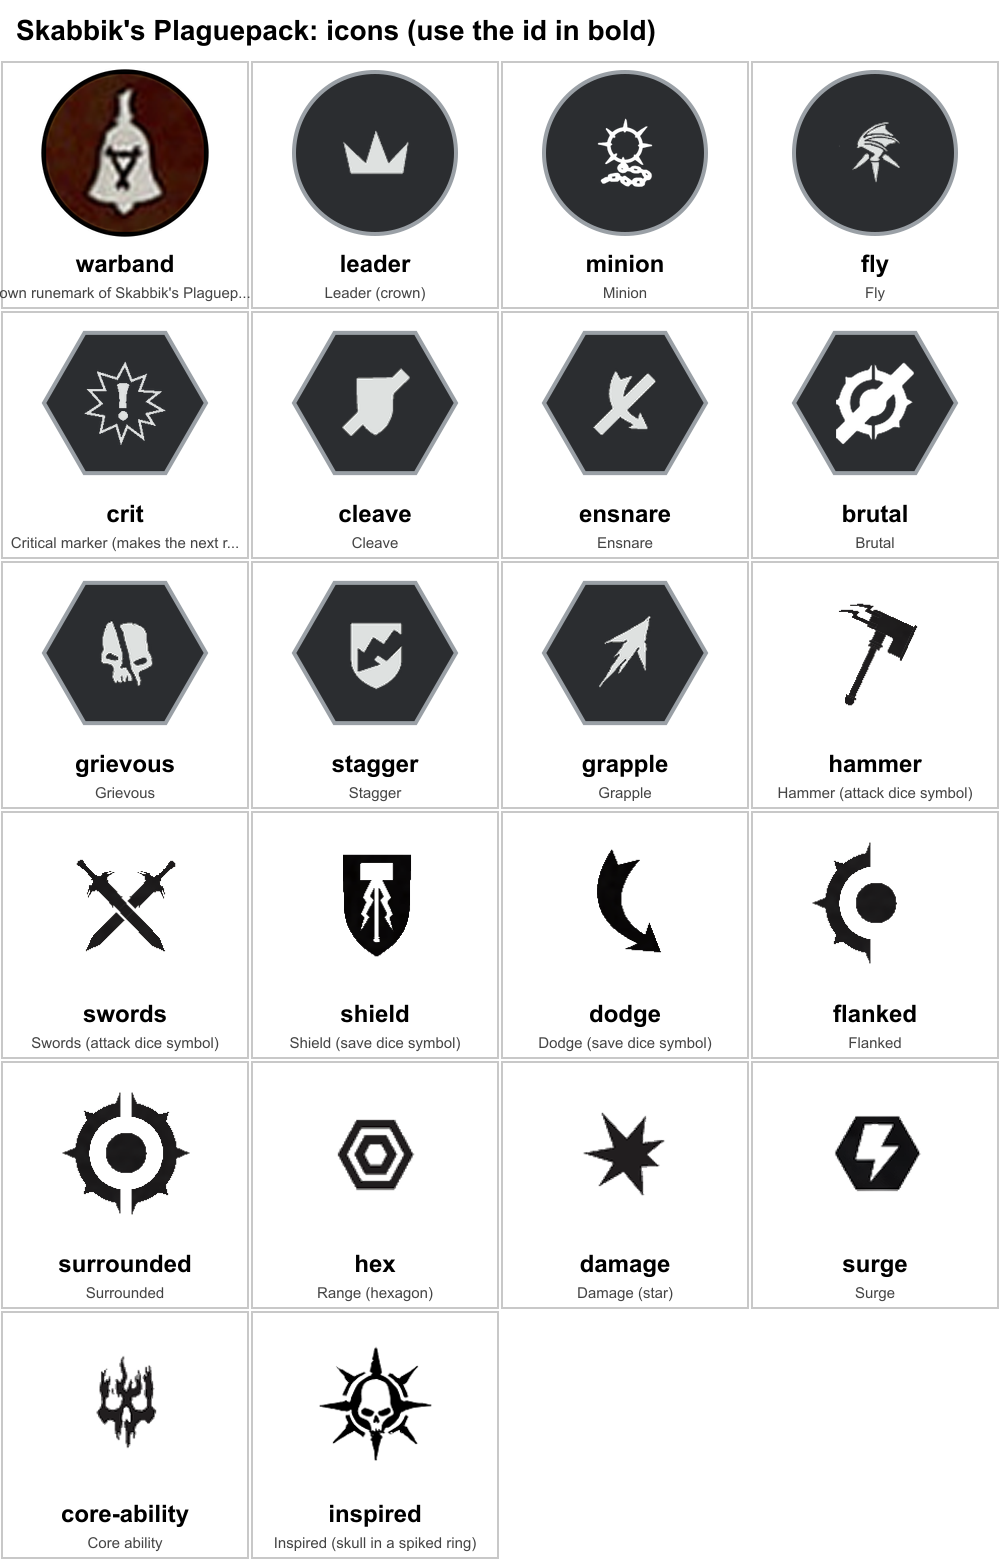 Skabbik's Plaguepack: icons (use the id in bold)
warband
own runemark of Skabbik's Plaguep...
leader
Leader (crown)
minion
Minion
fly
Fly
crit
Critical marker (makes the next r...
cleave
Cleave
ensnare
Ensnare
brutal
Brutal
grievous
Grievous
stagger
Stagger
grapple
Grapple
hammer
Hammer (attack dice symbol)
swords
Swords (attack dice symbol)
shield
Shield (save dice symbol)
dodge
Dodge (save dice symbol)
flanked
Flanked
surrounded
Surrounded
hex
Range (hexagon)
damage
Damage (star)
surge
Surge
core-ability
Core ability
inspired
Inspired (skull in a spiked ring)